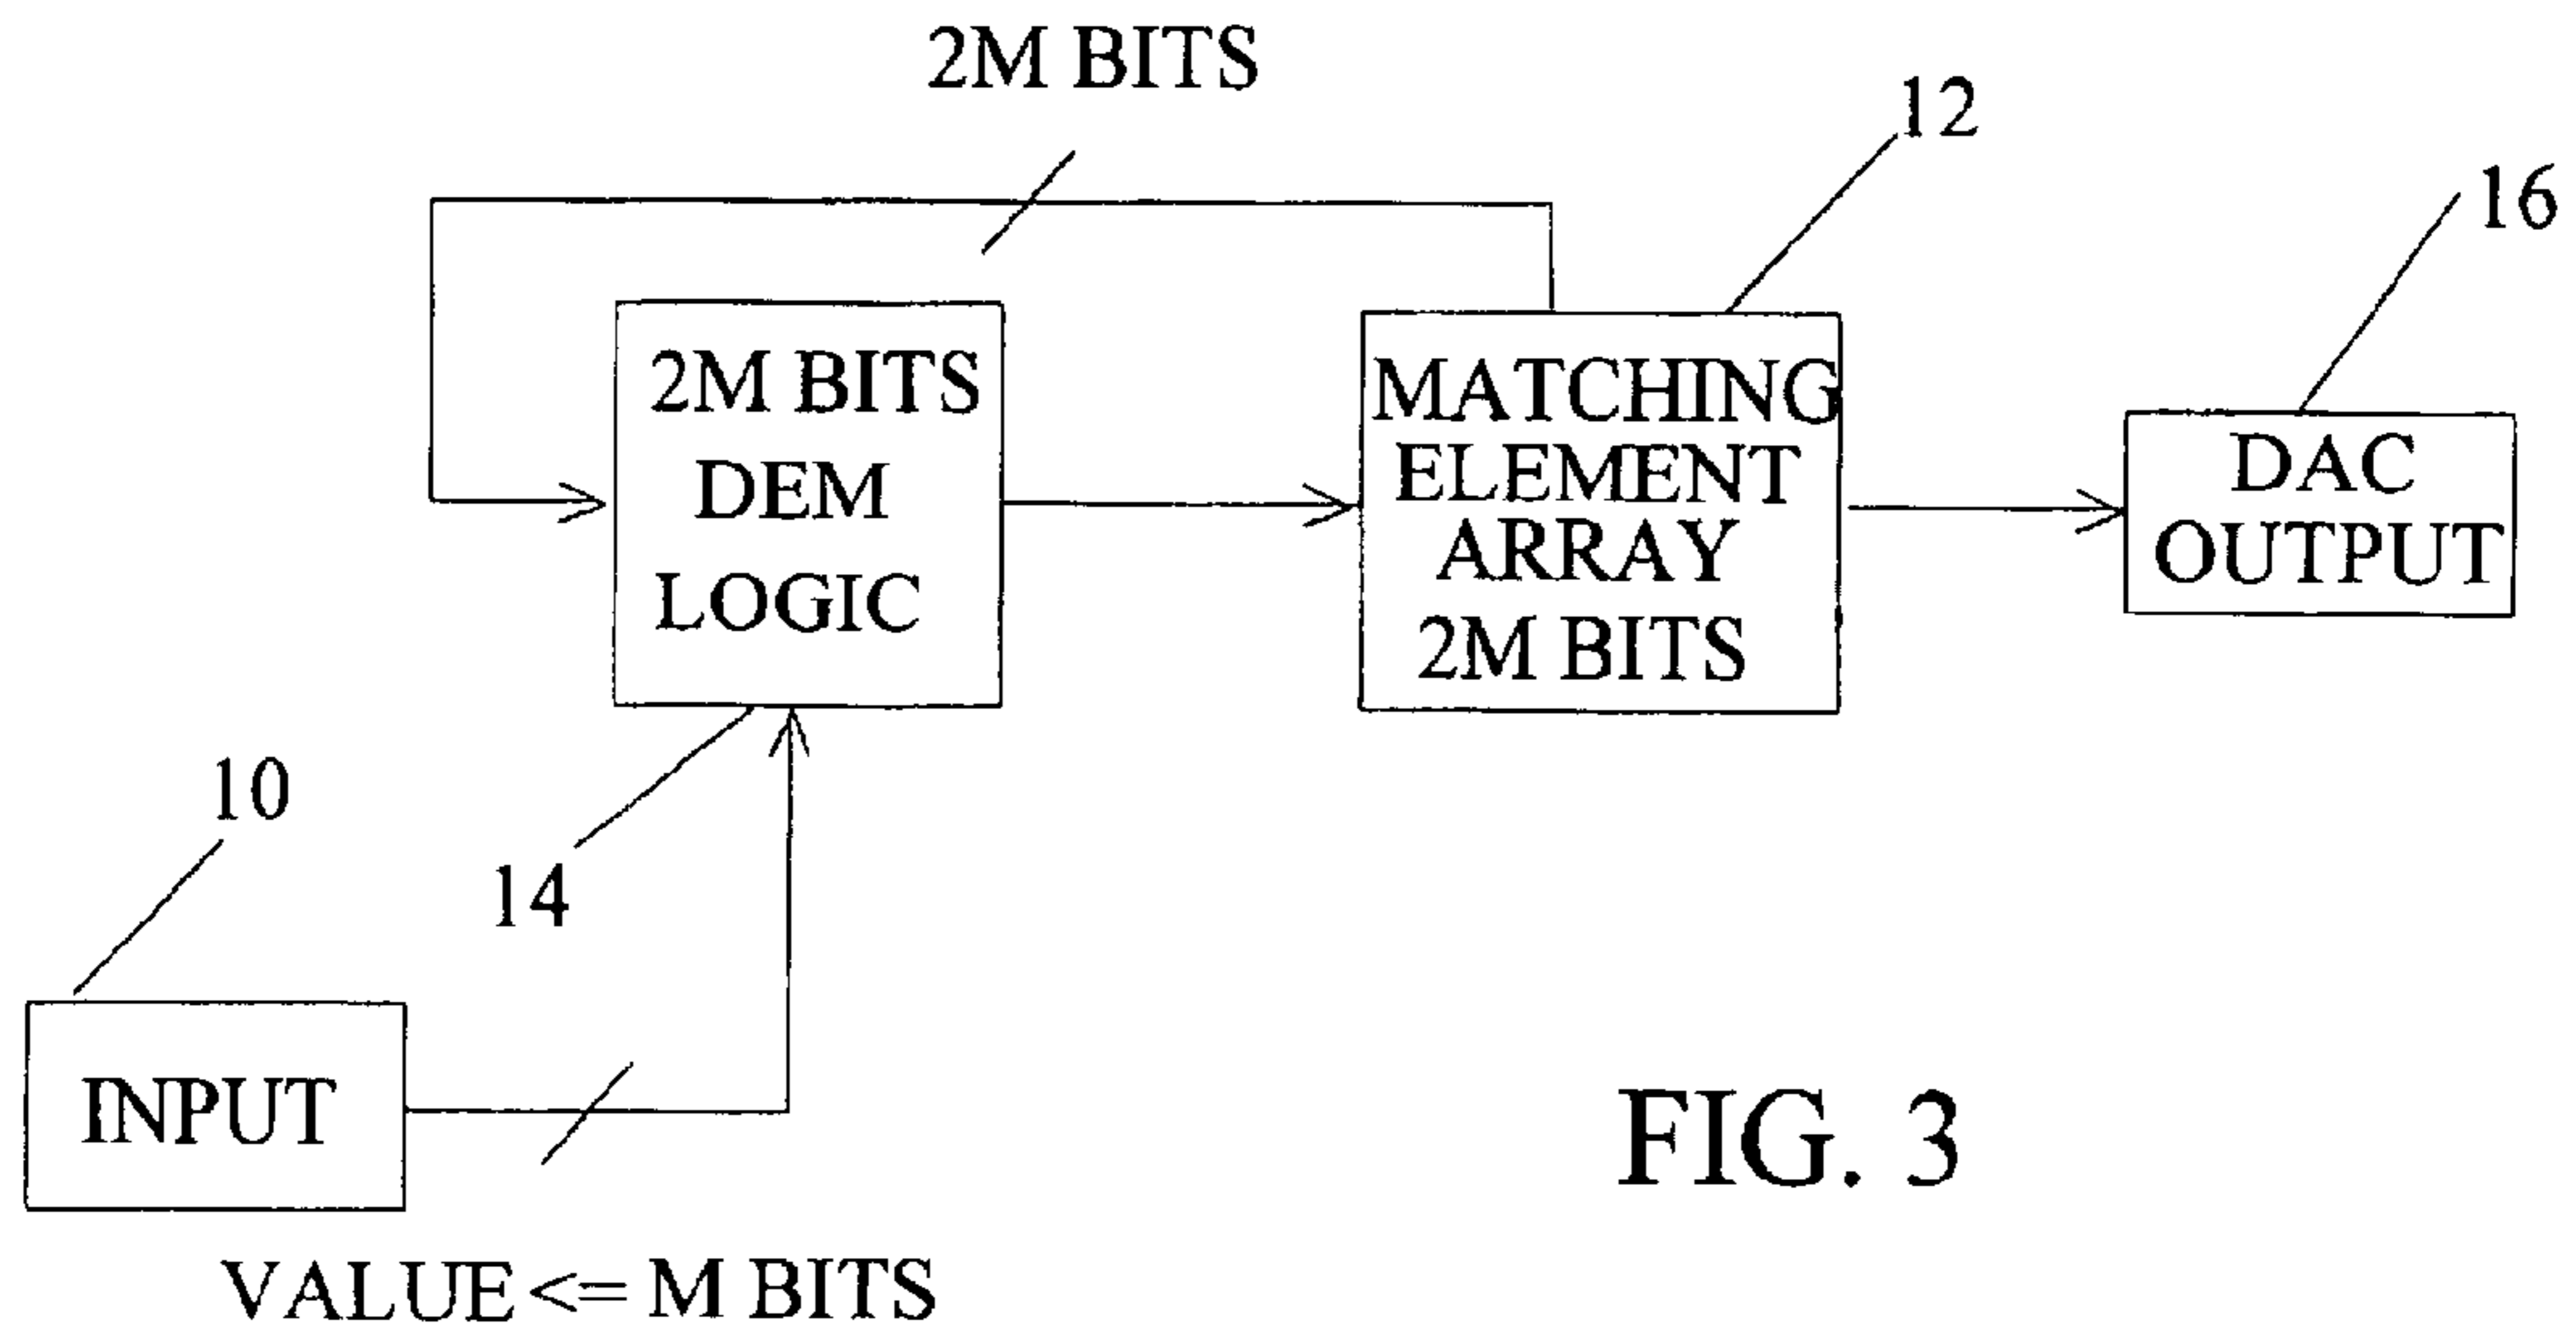 2M BITS
12
16
2M BITS
DEM
LOGIC
MATCHING
ELEMENT
ARRAY
2M BITS
DAC
OUTPUT
10
14
INPUT
VALUE <= M BITS
FIG. 3